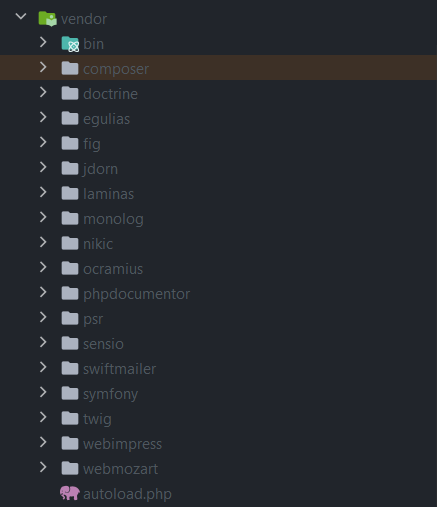 vendor
bin
composer
doctrine
egulias
fig
jdorn
laminas
monolog
nikic
ocramius
phpdocumentor
psr
sensio
swiftmailer
symfony
twig
webimpress
webmozart
autoload.php